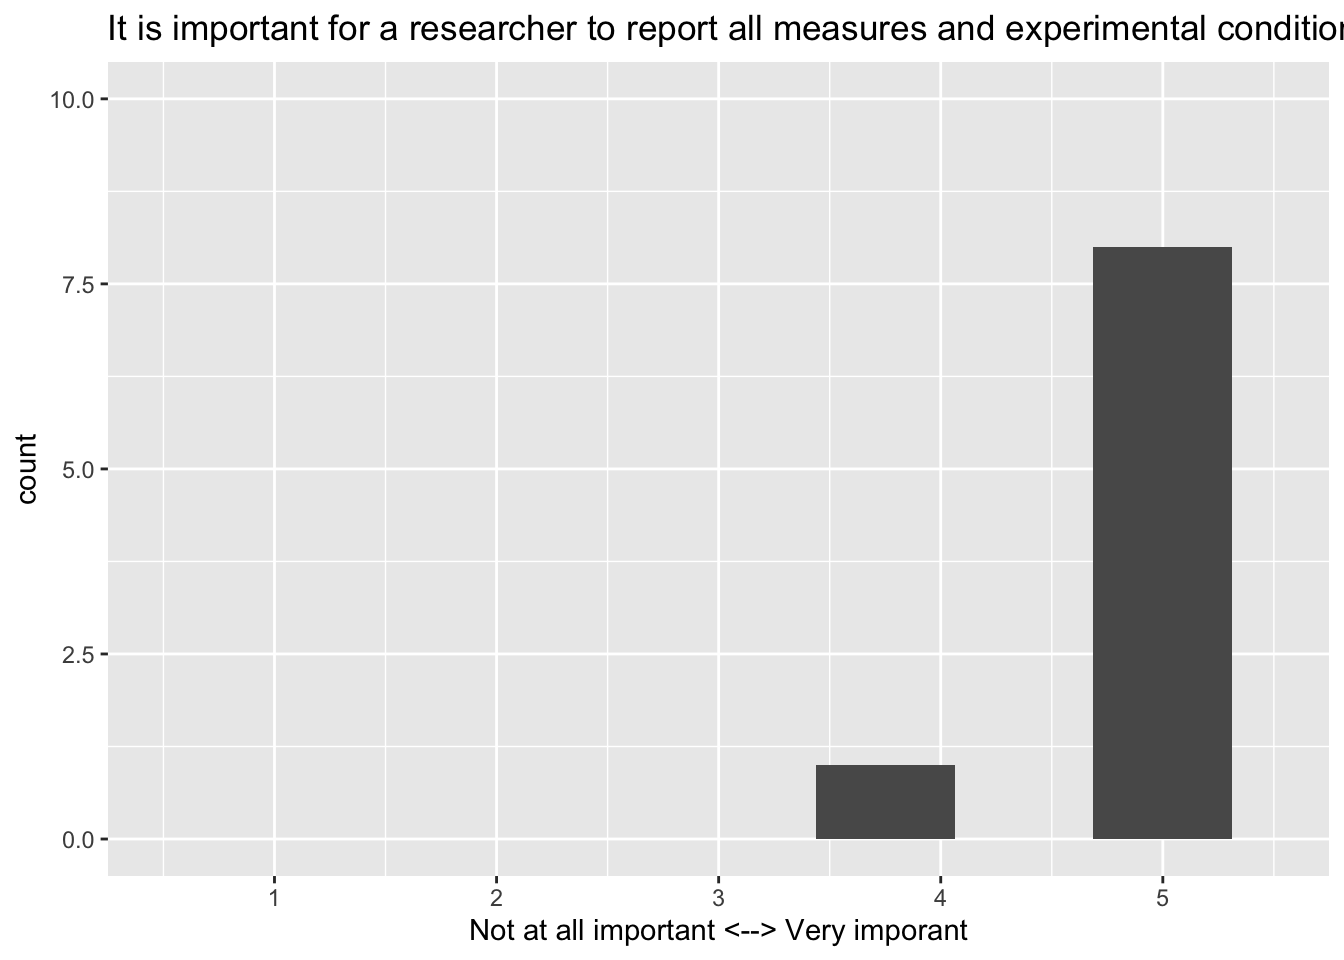 It is important for a researcher to report all measures and experimental condition
10.0
7.5
5.0
2.5
0.0
count
1 2 3 4 5
Not at all important <--> Very imporant